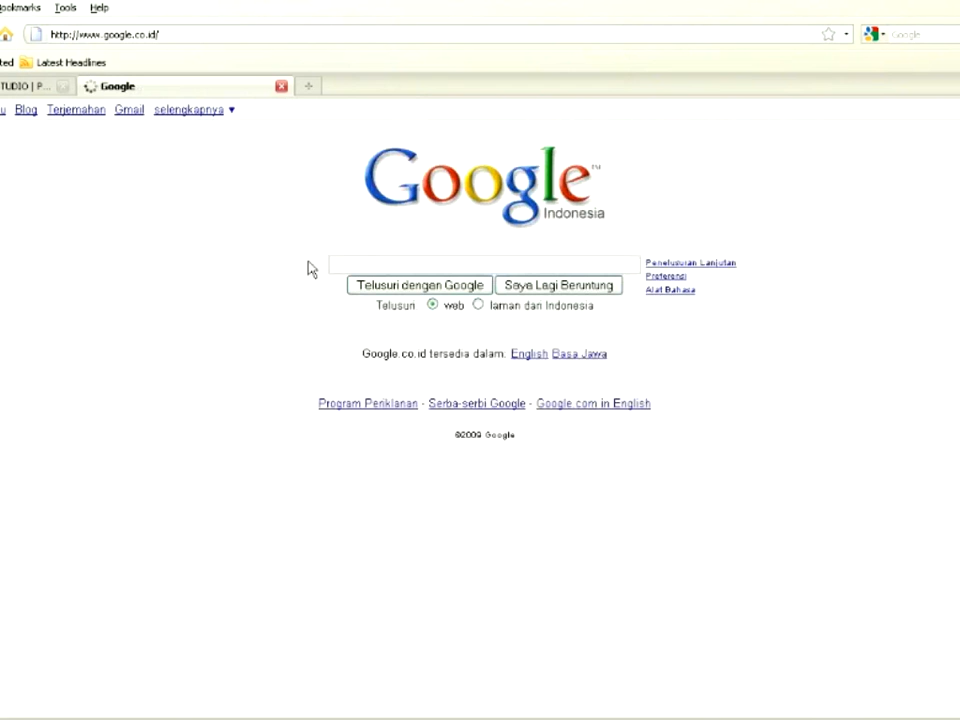 Tools Help
http://www.google.co.id/
Google
Latest Headlines
TUDIO | P...
Google
Blog Terjemahan Gmail selengkapnya ▼
Google™
Indonesia
Penelusuran Lanjutan
Preferensi
Alat Bahasa
Telusuri dengan Google Saya Lagi Beruntung
Telusuri web laman dari Indonesia
Google.co.id tersedia dalam: English Basa Jawa
Program Periklanan - Serba-serbi Google - Google.com in English
©2009 Google